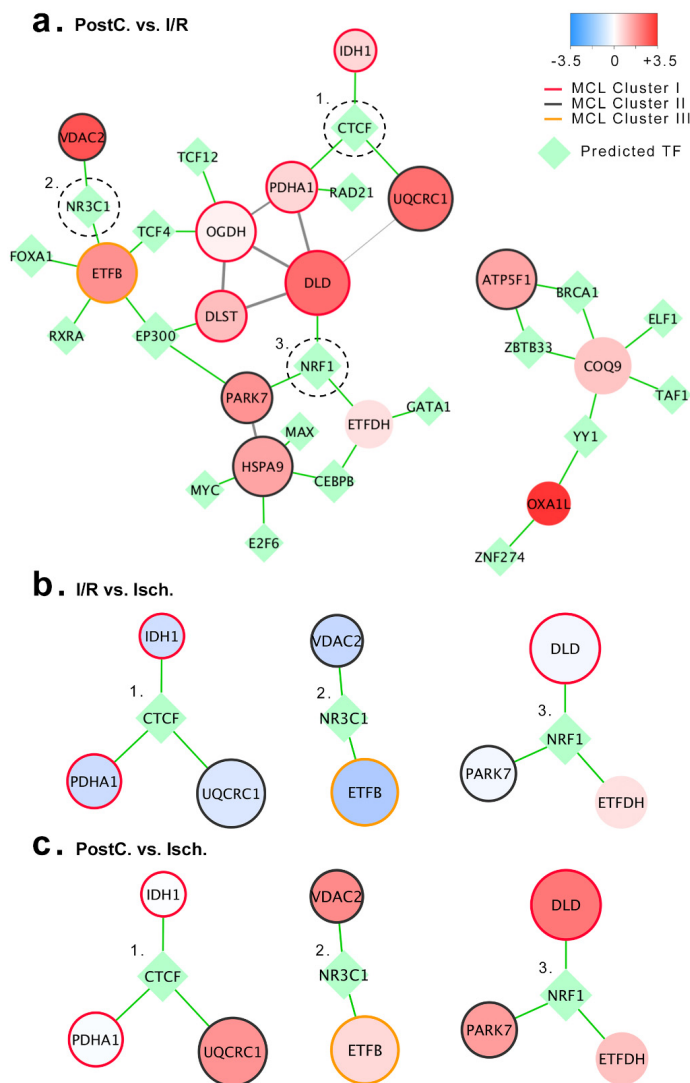 a. PostC. vs. I/R
-3.5 0 +3.5
MCL Cluster I
MCL Cluster II
MCL Cluster III
Predicted TF
IDH1
1.
CTCF
VDAC2
TCF12
PDHA1
RAD21
UQCRC1
2.
NR3C1
TCF4
OGDH
FOXA1
ETFB
DLD
ATP5F1
BRCA1
RXRA
EP300
DLST
ELF1
ZBTB33
3.
NRF1
COQ9
TAF1
PARK7
GATA1
ETFDH
MAX
YY1
HSPA9
MYC
CEBPB
OXA1L
E2F6
ZNF274
b. I/R vs. Isch.
IDH1
VDAC2
DLD
1.
CTCF
2.
NR3C1
3.
NRF1
PDHA1
UQCRC1
ETFB
PARK7
ETFDH
c. PostC. vs. Isch.
IDH1
VDAC2
DLD
1.
CTCF
2.
NR3C1
3.
NRF1
PDHA1
UQCRC1
ETFB
PARK7
ETFDH